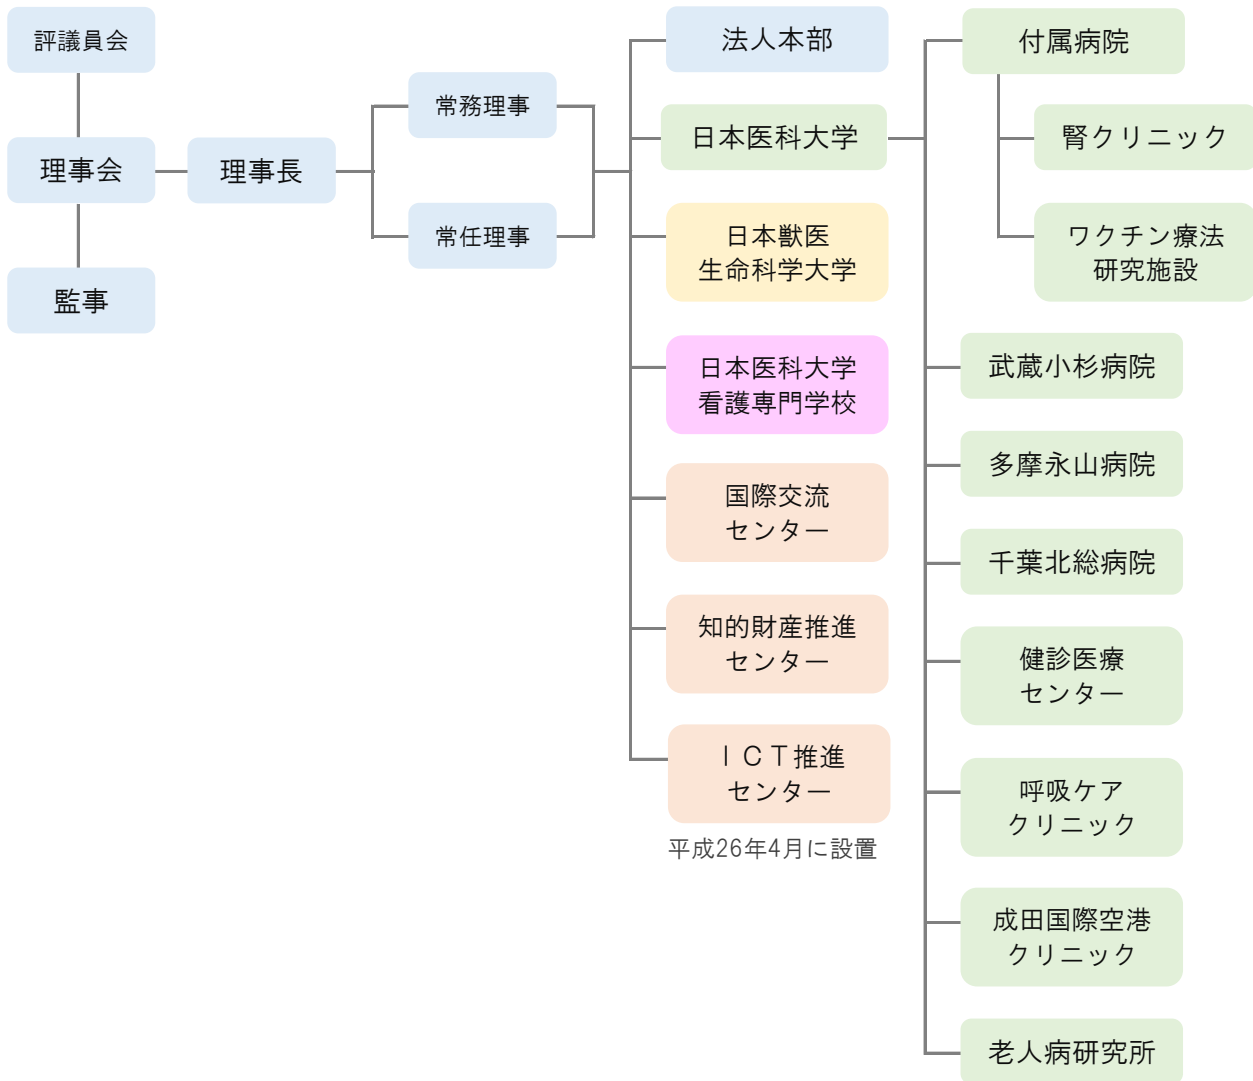 評議員会
理事会
監事
理事長
常務理事
常任理事
法人本部
日本医科大学
日本獣医
生命科学大学
日本医科大学
看護専門学校
国際交流
センター
知的財産推進
センター
ＩＣＴ推進
センター
平成26年4月に設置
付属病院
腎クリニック
ワクチン療法
研究施設
武蔵小杉病院
多摩永山病院
千葉北総病院
健診医療
センター
呼吸ケア
クリニック
成田国際空港
クリニック
老人病研究所